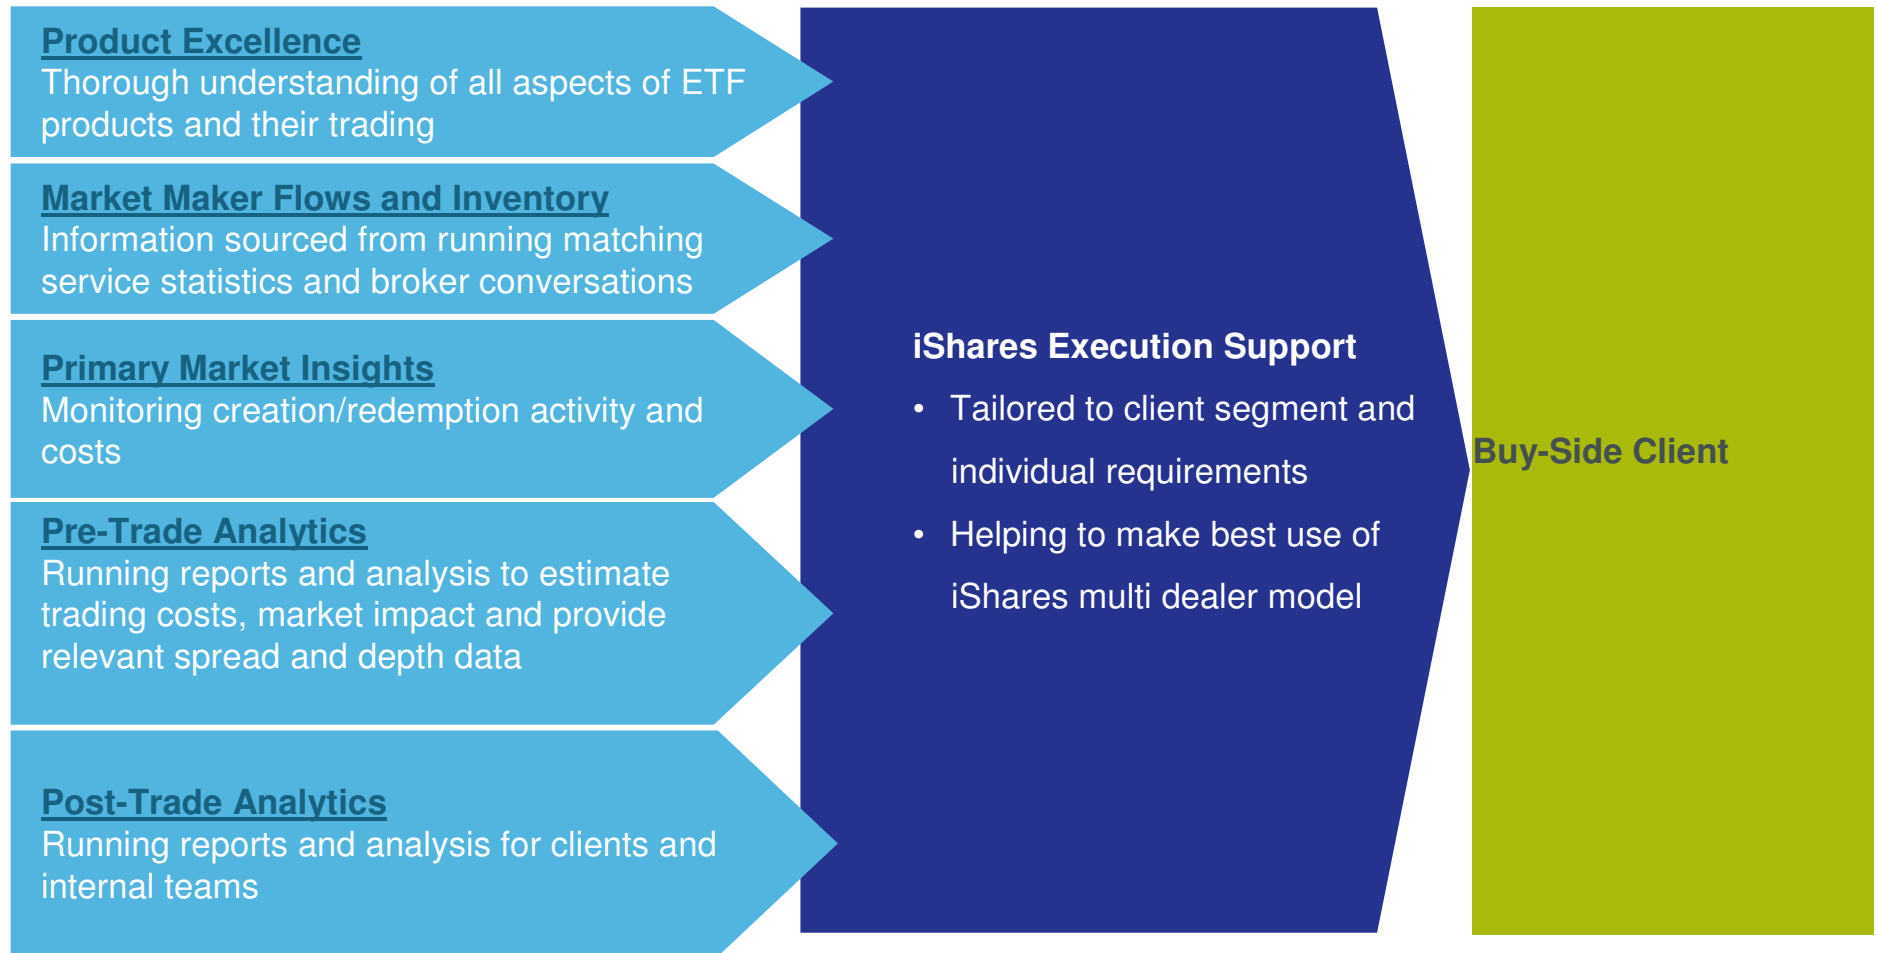 Product Excellence
Thorough understanding of all aspects of ETF
products and their trading
Market Maker Flows and Inventory
Information sourced from running matching
service statistics and broker conversations
Primary Market Insights
Monitoring creation/redemption activity and
costs
Pre-Trade Analytics
Running reports and analysis to estimate
trading costs, market impact and provide
relevant spread and depth data
Post-Trade Analytics
Running reports and analysis for clients and
internal teams
iShares Execution Support
• Tailored to client segment and
individual requirements
• Helping to make best use of
iShares multi dealer model
Buy-Side Client